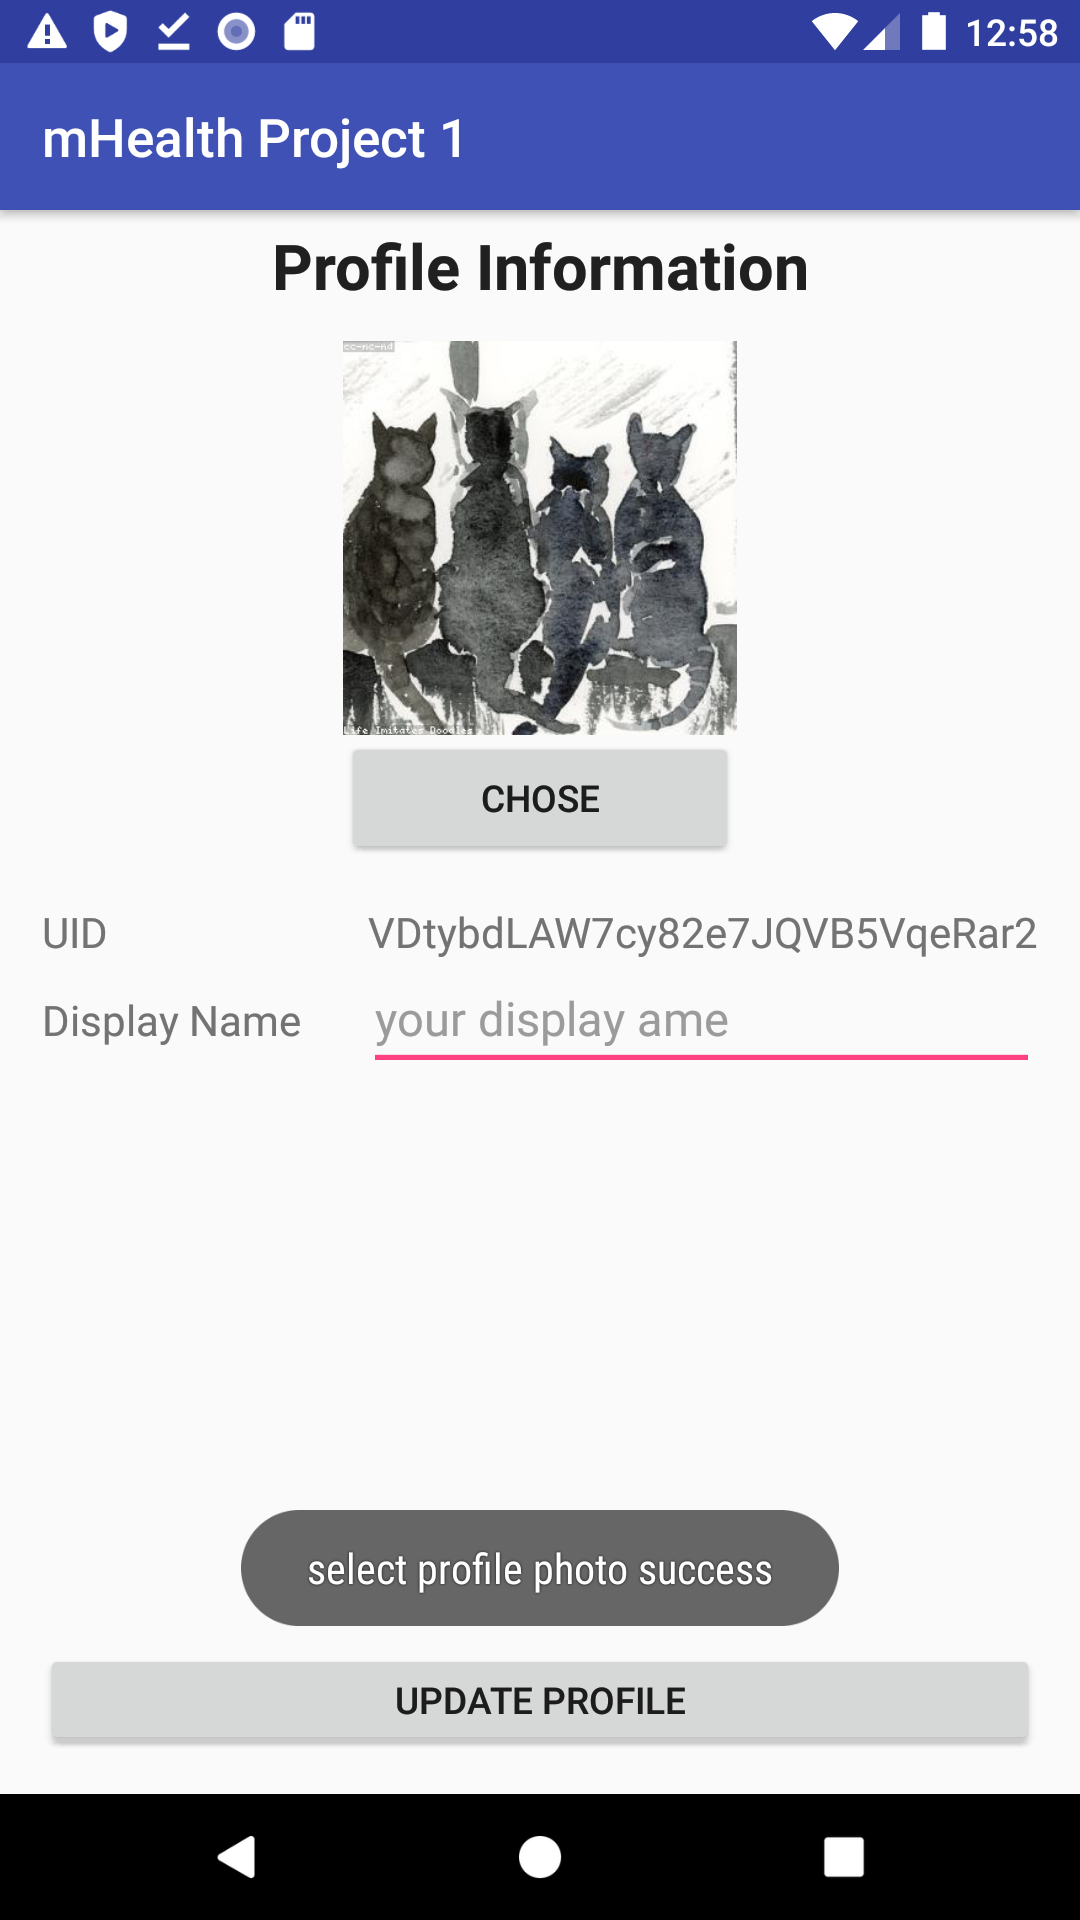 12:58
mHealth Project 1
Profile Information
cc-nc-nd
Life Imitates Doodles
CHOSE
UID VDtybdLAW7cy82e7JQVB5VqeRar2
Display Name your display ame
select profile photo success
UPDATE PROFILE